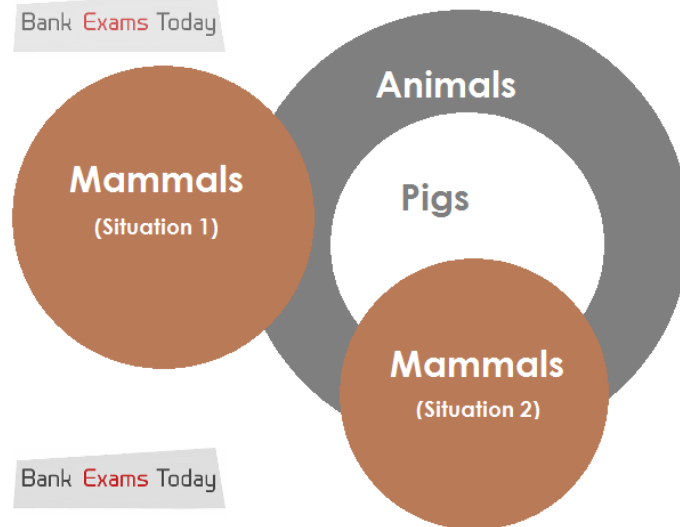 Bank Exams Today
Animals
Mammals
(Situation 1)
Pigs
Mammals
(Situation 2)
Bank Exams Today